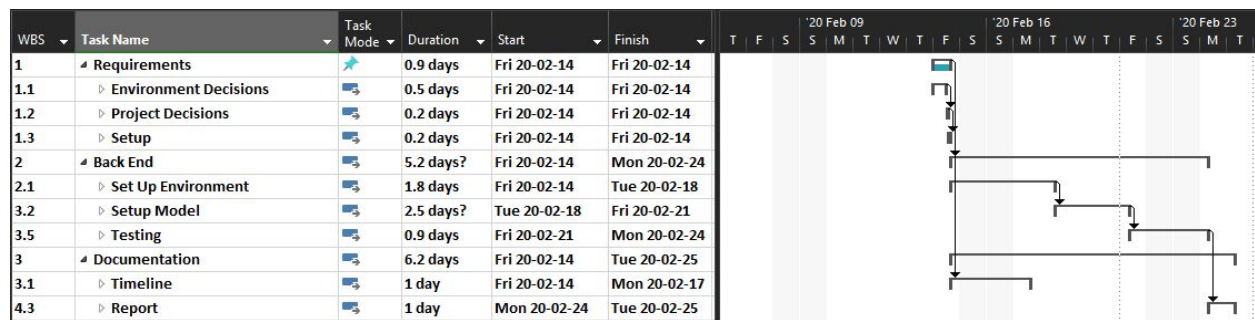 '20 Feb 09 '20 Feb 16 '20 Feb 23
WBS Task Name Task Mode Duration Start Finish T F S S M T W T F S S M T W T F S S M T
1 Requirements 0.9 days Fri 20-02-14 Fri 20-02-14
1.1 Environment Decisions 0.5 days Fri 20-02-14 Fri 20-02-14
1.2 Project Decisions 0.2 days Fri 20-02-14 Fri 20-02-14
1.3 Setup 0.2 days Fri 20-02-14 Fri 20-02-14
2 Back End 5.2 days? Fri 20-02-14 Mon 20-02-24
2.1 Set Up Environment 1.8 days Fri 20-02-14 Tue 20-02-18
3.2 Setup Model 2.5 days? Tue 20-02-18 Fri 20-02-21
3.5 Testing 0.9 days Fri 20-02-21 Mon 20-02-24
3 Documentation 6.2 days Fri 20-02-14 Tue 20-02-25
3.1 Timeline 1 day Fri 20-02-14 Mon 20-02-17
4.3 Report 1 day Mon 20-02-24 Tue 20-02-25